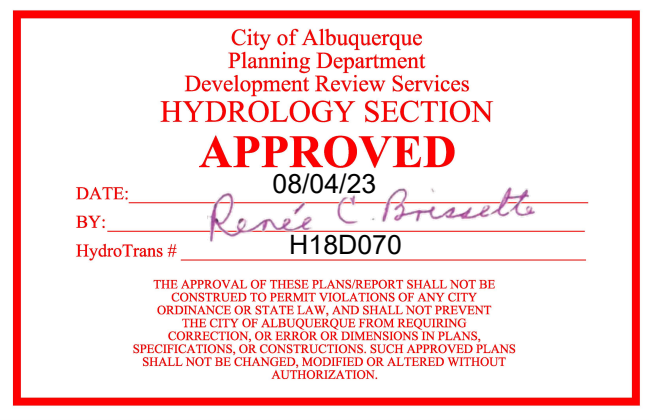 City of Albuquerque
Planning Department
Development Review Services
HYDROLOGY SECTION
APPROVED
DATE: 08/04/23
BY: Renée C. Brissette
HydroTrans # H18D070
THE APPROVAL OF THESE PLANS/REPORT SHALL NOT BE
CONSTRUED TO PERMIT VIOLATIONS OF ANY CITY
ORDINANCE OR STATE LAW, AND SHALL NOT PREVENT
THE CITY OF ALBUQUERQUE FROM REQUIRING
CORRECTION, OR ERROR OR DIMENSIONS IN PLANS,
SPECIFICATIONS, OR CONSTRUCTIONS. SUCH APPROVED PLANS
SHALL NOT BE CHANGED, MODIFIED OR ALTERED WITHOUT
AUTHORIZATION.